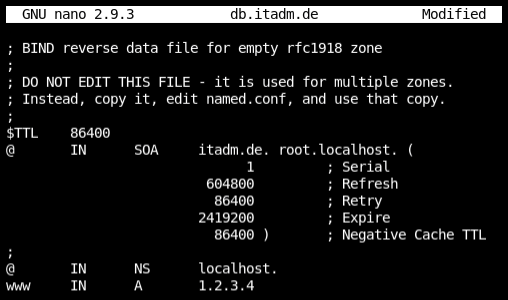 GNU nano 2.9.3 db.itadm.de Modified
; BIND reverse data file for empty rfc1918 zone
;
; DO NOT EDIT THIS FILE - it is used for multiple zones.
; Instead, copy it, edit named.conf, and use that copy.
;
$TTL 86400
@ IN SOA itadm.de. root.localhost. (
1 ; Serial
604800 ; Refresh
86400 ; Retry
2419200 ; Expire
86400 ) ; Negative Cache TTL
;
@ IN NS localhost.
www IN A 1.2.3.4